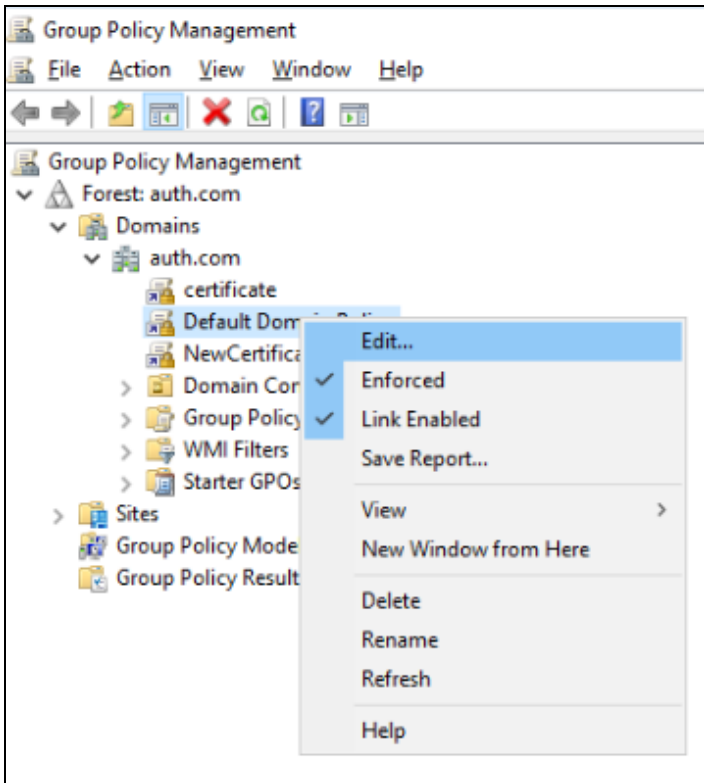 Group Policy Management
File Action View Window Help
Group Policy Management
Forest: auth.com
Domains
auth.com
certificate
Default Dom
NewCertifica
Domain Cor
Group Policy
WMI Filters
Starter GPOs
Sites
Group Policy Mode
Group Policy Result
Edit...
Enforced
Link Enabled
Save Report...
View
New Window from Here
Delete
Rename
Refresh
Help